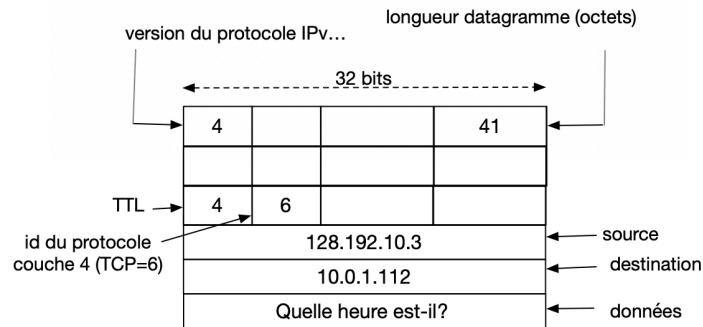 longueur datagramme (octets)
version du protocole IPv…
32 bits
4
41
TTL
4
6
id du protocole
couche 4 (TCP=6)
128.192.10.3
source
10.0.1.112
destination
Quelle heure est-il?
données